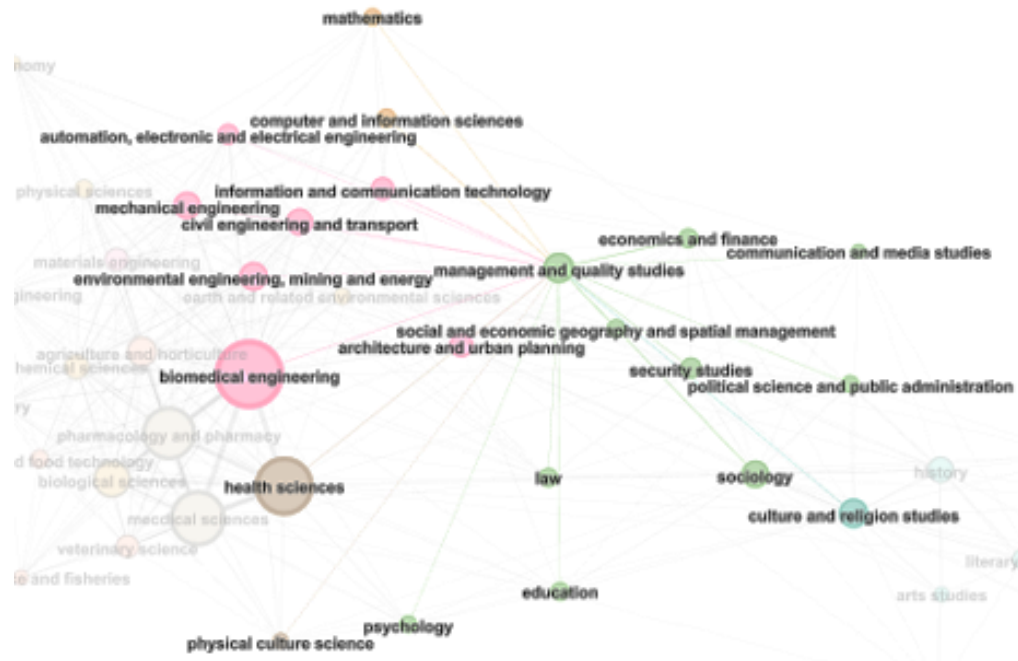 mathematics
nomy
computer and information sciences
automation, electronic and electrical engineering
physical sciences
information and communication technology
mechanical engineering
civil engineering and transport
economics and finance
communication and media studies
materials engineering
management and quality studies
environmental engineering, mining and energy
gineering
earth and related environmental sciences
social and economic geography and spatial management
architecture and urban planning
agriculture and horticulture
hemical sciences
biomedical engineering
security studies
political science and public administration
ry
pharmacology and pharmacy
d food technology
biological sciences
health sciences
law
sociology
history
mecdical sciences
culture and religion studies
veterinary science
literary
e and fisheries
education
arts studies
psychology
physical culture science